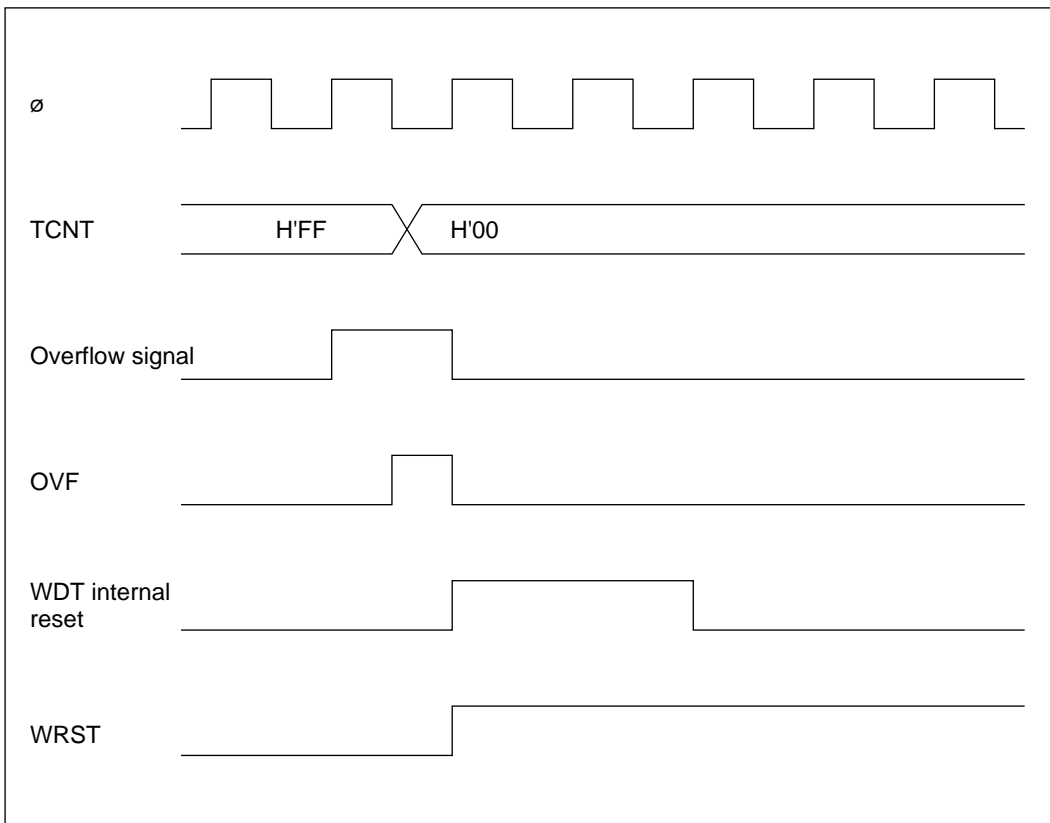 ø
TCNT H'FF H'00
Overflow signal
OVF
WDT internal
reset
WRST